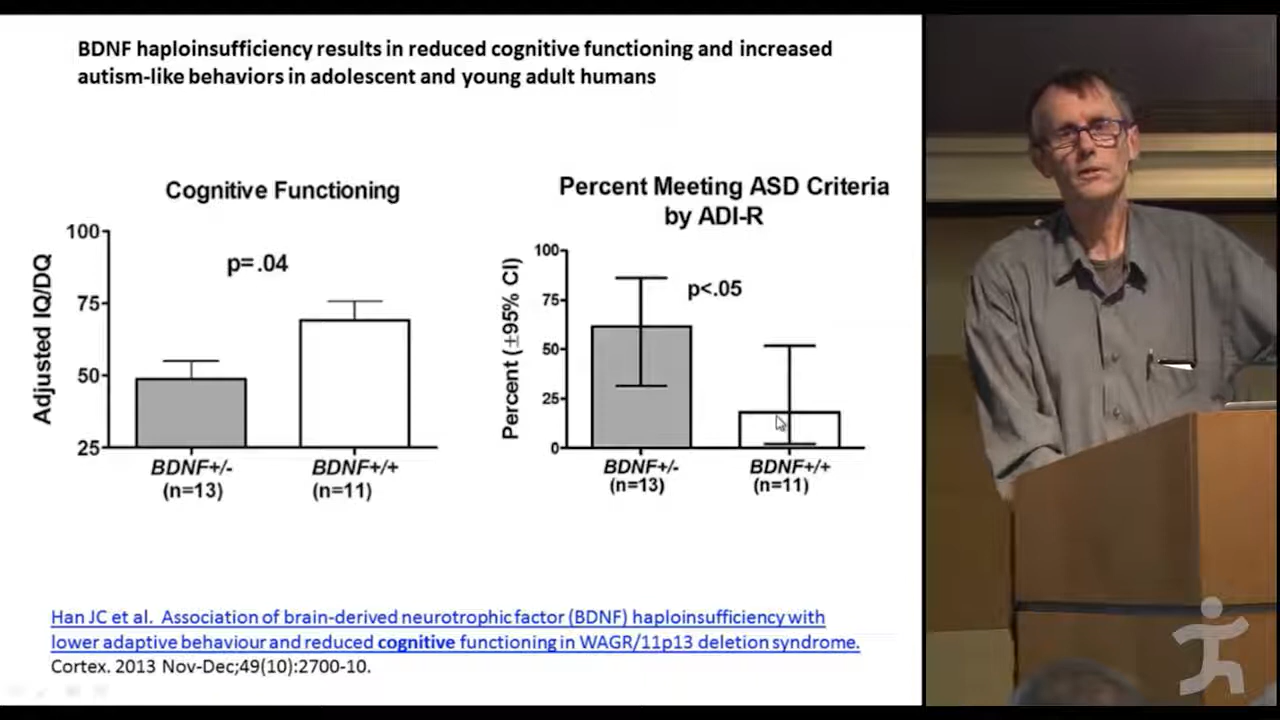 BDNF haploinsufficiency results in reduced cognitive functioning and increased
autism-like behaviors in adolescent and young adult humans
Cognitive Functioning
Adjusted IQ/DQ
100
75
50
25
p=.04
BDNF+/-
(n=13)
BDNF+/+
(n=11)
Percent Meeting ASD Criteria
by ADI-R
Percent (±95% CI)
100
75
50
25
0
p<.05
BDNF+/-
(n=13)
BDNF+/+
(n=11)
Han JC et al. Association of brain-derived neurotrophic factor (BDNF) haploinsufficiency with
lower adaptive behaviour and reduced cognitive functioning in WAGR/11p13 deletion syndrome.
Cortex. 2013 Nov-Dec;49(10):2700-10.